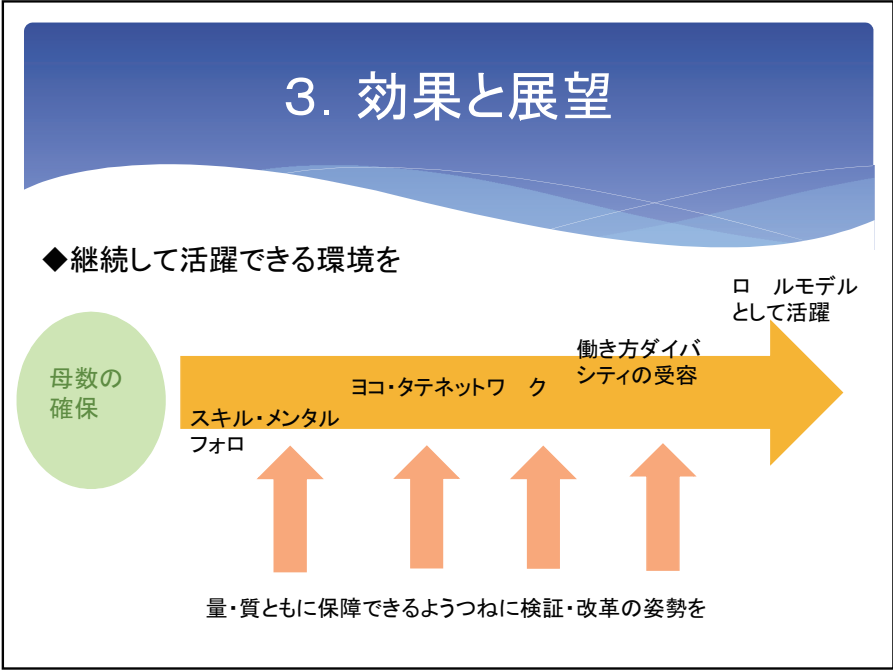 ３．効果と展望
◆継続して活躍できる環境を
ロ　ルモデル
として活躍
働き方ダイバ
シティの受容
母数の
確保
ヨコ・タテネットワ　ク
スキル・メンタル
フォロ
量・質ともに保障できるようつねに検証・改革の姿勢を